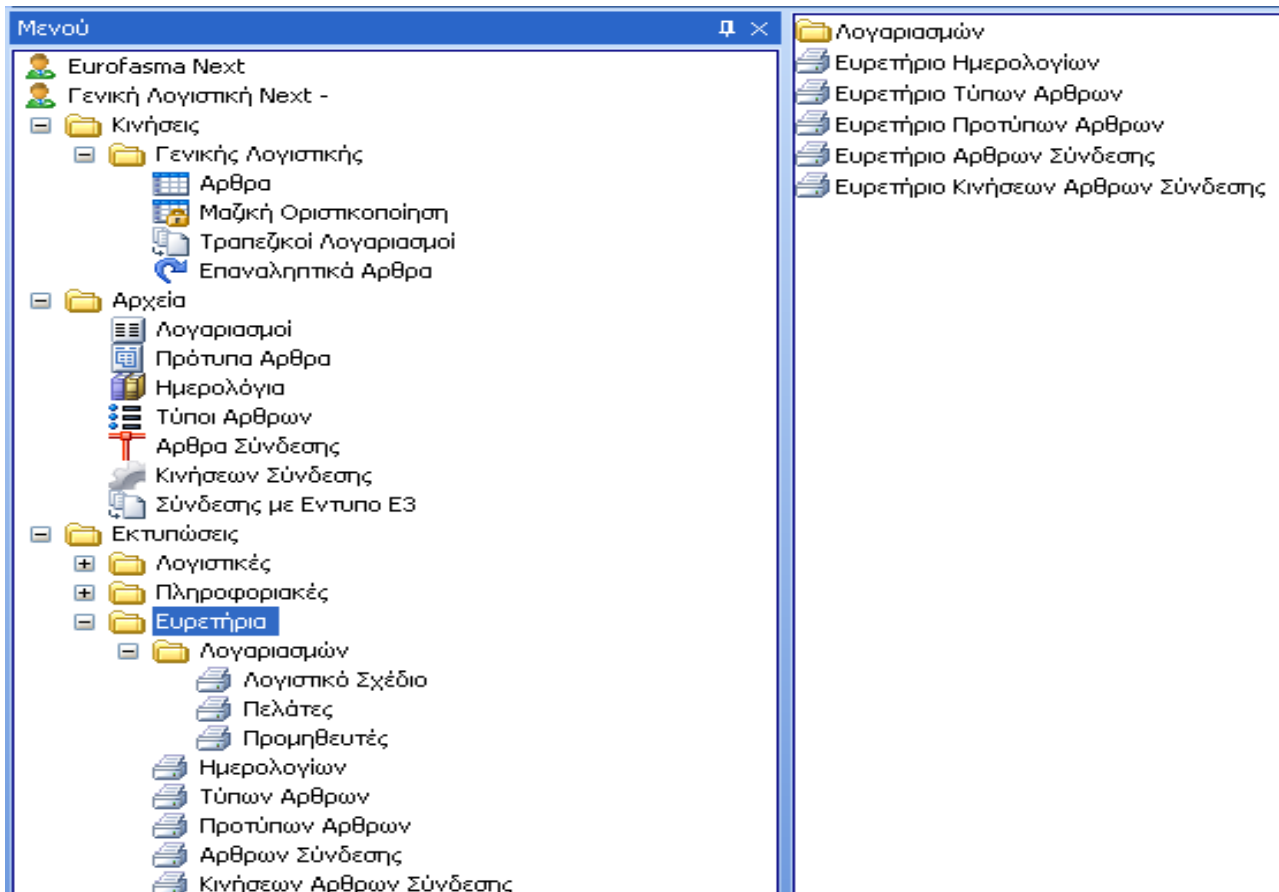 Μενού
Eurofasma Next
Γενική Λογιστική Next -
Κινήσεις
Γενικής Λογιστικής
Αρθρα
Μαζική Οριστικοποίηση
Τραπεζικοί Λογαριασμοί
Επαναληπτικά Αρθρα
Αρχεία
Λογαριασμοί
Πρότυπα Αρθρα
Ημερολόγια
Τύποι Αρθρων
Αρθρα Σύνδεσης
Κινήσεων Σύνδεσης
Σύνδεσης με Εντυπο Ε3
Εκτυπώσεις
Λογιστικές
Πληροφοριακές
Ευρετήρια
Λογαριασμών
Λογιστικό Σχέδιο
Πελάτες
Προμηθευτές
Ημερολογίων
Τύπων Αρθρων
Προτύπων Αρθρων
Αρθρων Σύνδεσης
Κινήσεων Αρθρων Σύνδεσης
Λογαριασμών
Ευρετήριο Ημερολογίων
Ευρετήριο Τύπων Αρθρων
Ευρετήριο Προτύπων Αρθρων
Ευρετήριο Αρθρων Σύνδεσης
Ευρετήριο Κινήσεων Αρθρων Σύνδεσης